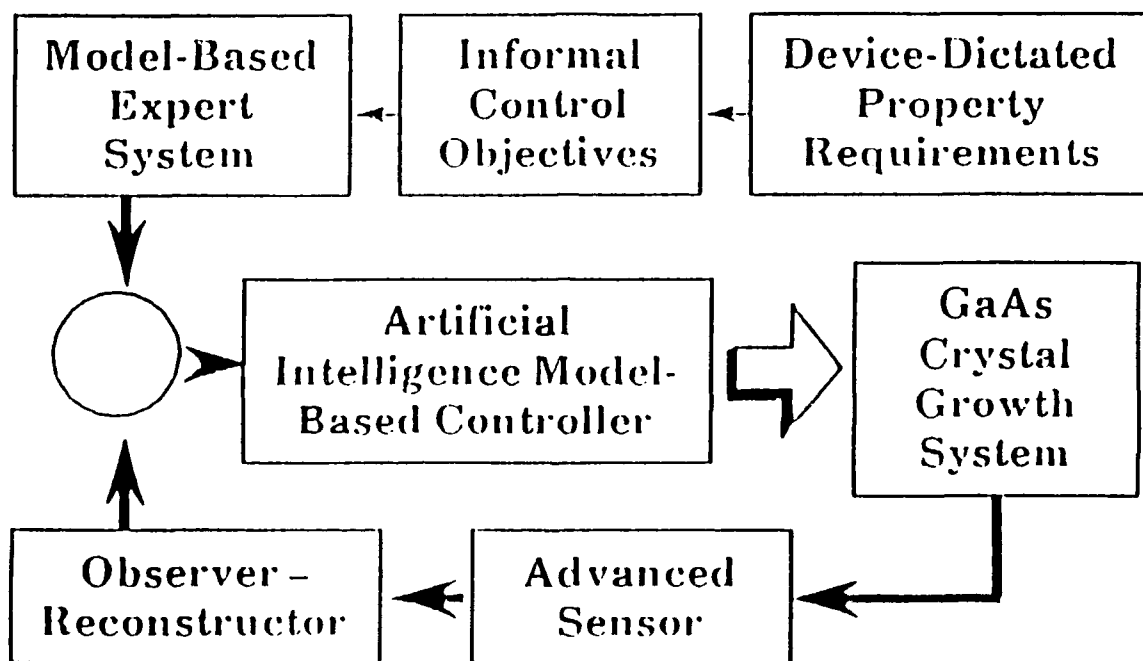 Model-Based
Expert
System
Informal
Control
Objectives
Device-Dictated
Property
Requirements
Artificial
Intelligence Model-
Based Controller
GaAs
Crystal
Growth
System
Observer –
Reconstructor
Advanced
Sensor